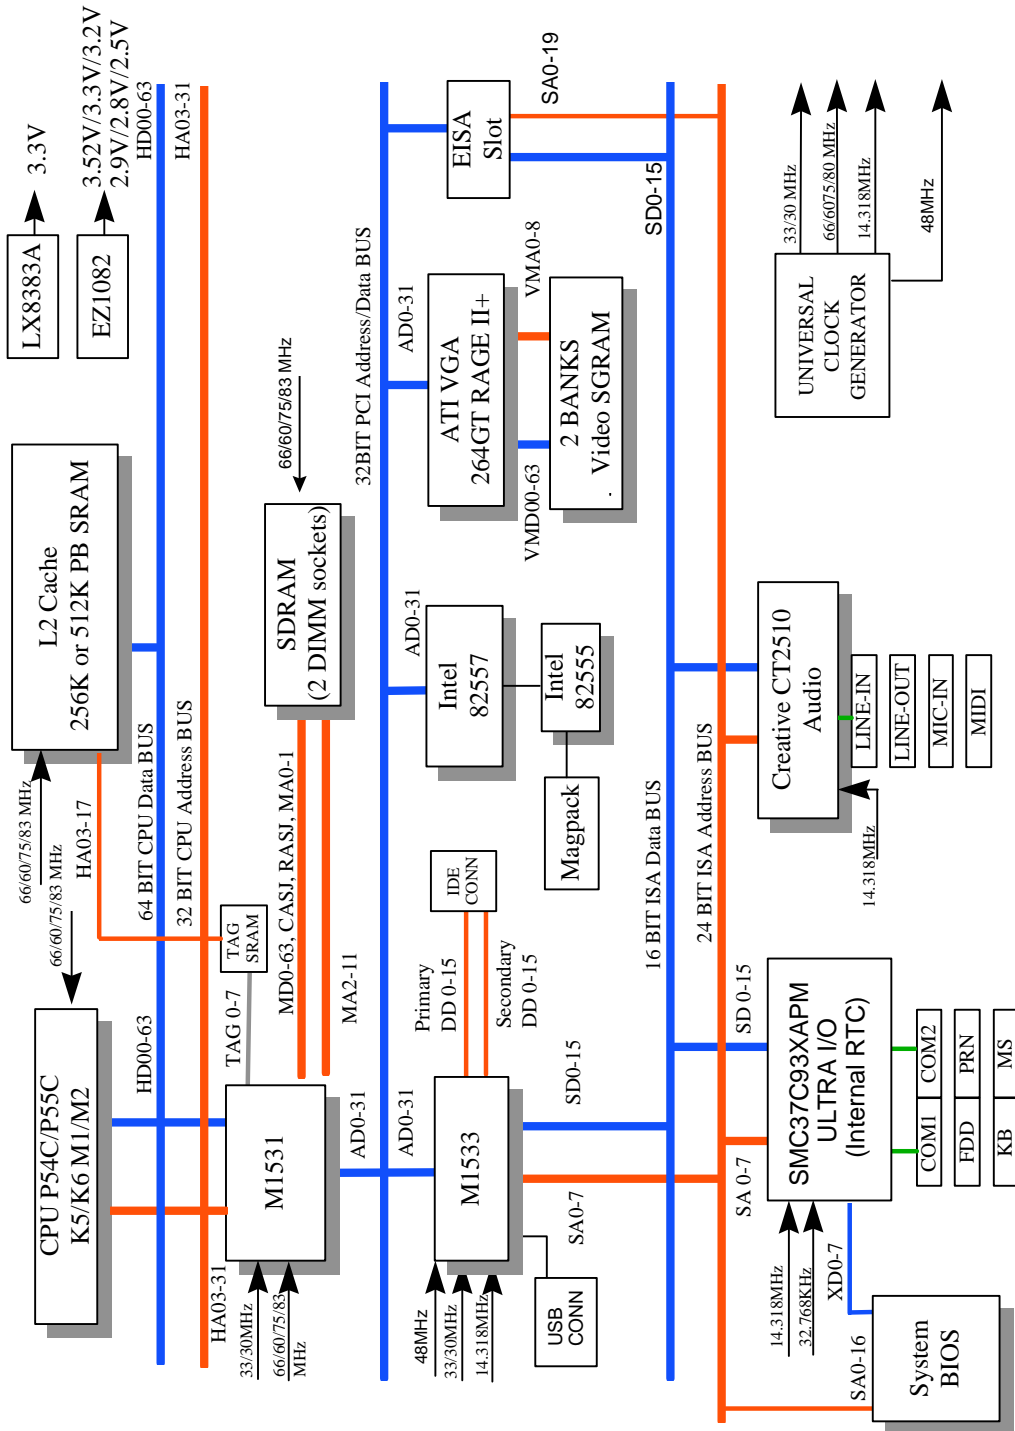 CPU P54C/P55C
K5/K6 M1/M2
66/60/75/83 MHz
L2 Cache
256K or 512K PB SRAM
66/60/75/83 MHz
HA03-17
LX8383A
3.3V
EZ1082
3.52V/3.3V/3.2V
2.9V/2.8V/2.5V
HD00-63
64 BIT CPU Data BUS
HD00-63
HA03-31
32 BIT CPU Address BUS
HA03-31
TAG
SRAM
TAG 0-7
M1531
33/30MHz
66/60/75/83
MHz
MD0-63, CASJ, RASJ, MA0-1
MA2-11
SDRAM
(2 DIMM sockets)
66/60/75/83 MHz
AD0-31
32BIT PCI Address/Data BUS
AD0-31
M1533
48MHz
33/30MHz
14.318MHz
USB
CONN
Primary
DD 0-15
Secondary
DD 0-15
IDE
CONN
AD0-31
Intel
82557
Intel
82555
Magpack
AD0-31
ATI VGA
264GT RAGE II+
VMD00-63
VMA0-8
2 BANKS
Video SGRAM
.
EISA
Slot
SA0-19
SD0-15
SA0-7
SD0-15
16 BIT ISA Data BUS
24 BIT ISA Address BUS
SA 0-7
SD 0-15
SMC37C93XAPM
ULTRA I/O
(Internal RTC)
14.318MHz
32.768KHz
XD0-7
SA0-16
System
BIOS
COM1
COM2
FDD
PRN
KB
MS
Creative CT2510
Audio
14.318MHz
LINE-IN
LINE-OUT
MIC-IN
MIDI
UNIVERSAL
CLOCK
GENERATOR
33/30 MHz
66/6075/80 MHz
14.318MHz
48MHz